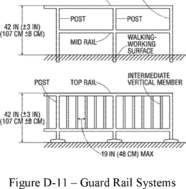 42 IN (±3 IN)
(107 CM ±8 CM)
POST
POST
MID RAIL
WALKING-
WORKING
SURFACE
POST
TOP RAIL
INTERMEDIATE
VERTICAL MEMBER
42 IN (±3 IN)
(107 CM ±8 CM)
19 IN (48 CM) MAX
Figure D-11 – Guard Rail Systems